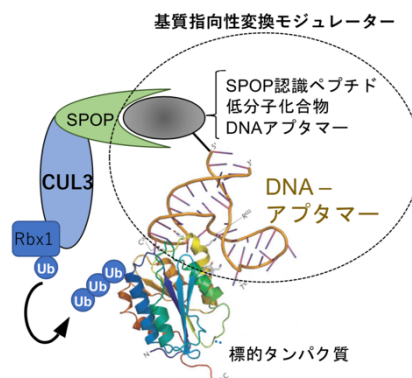 基質指向性変換モジュレーター
SPOP
SPOP認識ペプチド
低分子化合物
DNAアプタマー
CUL3
DNA –
アプタマー
Rbx1
Ub
Ub
Ub
Ub
標的タンパク質